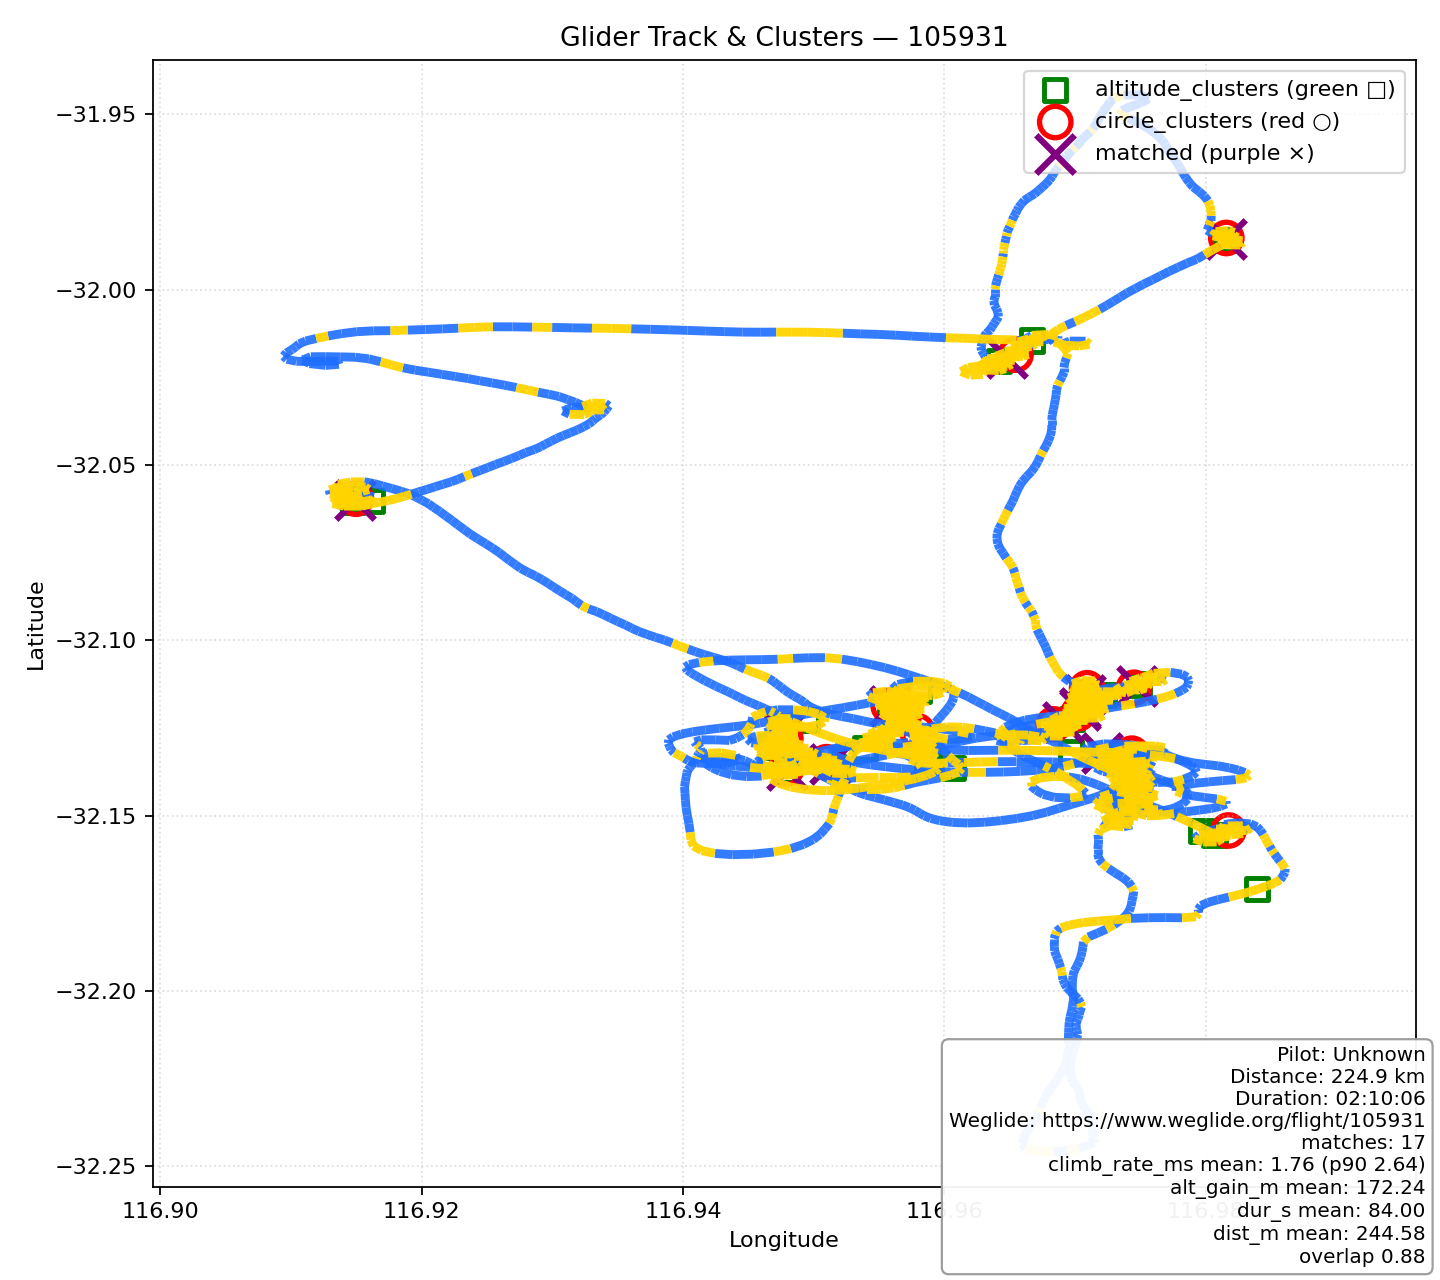 Glider Track & Clusters — 105931
altitude_clusters (green □)
circle_clusters (red ○)
matched (purple ×)
Latitude
−31.95
−32.00
−32.05
−32.10
−32.15
−32.20
−32.25
116.90
116.92
116.94
116.96
116.98
Longitude
Pilot: Unknown
Distance: 224.9 km
Duration: 02:10:06
Weglide: https://www.weglide.org/flight/105931
matches: 17
climb_rate_ms mean: 1.76 (p90 2.64)
alt_gain_m mean: 172.24
dur_s mean: 84.00
dist_m mean: 244.58
overlap 0.88